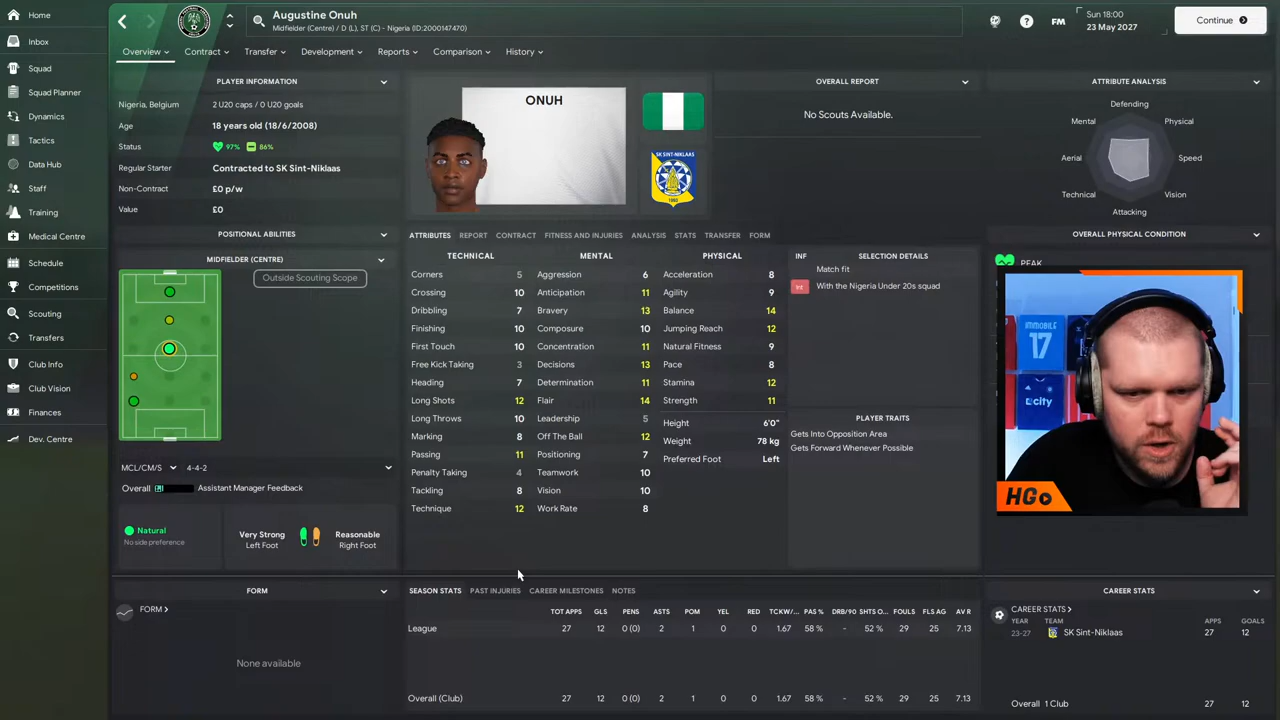 Home
Inbox
Squad
Squad Planner
Dynamics
Tactics
Data Hub
Staff
Training
Medical Centre
Schedule
Competitions
Scouting
Transfers
Club Info
Club Vision
Finances
Dev. Centre
Augustine Onuh
Midfielder (Centre) / D (L), ST (C) - Nigeria (ID:2000147470)
FM
Sun 18:00
23 May 2027
Continue
Overview
Contract
Transfer
Development
Reports
Comparison
History
PLAYER INFORMATION
Nigeria, Belgium 2 U20 caps / 0 U20 goals
Age 18 years old (18/6/2008)
Status 97% 86%
Regular Starter Contracted to SK Sint-Niklaas
Non-Contract £0 p/w
Value £0
POSITIONAL ABILITIES
MIDFIELDER (CENTRE)
Outside Scouting Scope
MCL/CM/S 4-4-2
Overall Assistant Manager Feedback
Natural
No side preference
Very Strong
Left Foot
Reasonable
Right Foot
FORM
FORM >
None available
ONUH
SK SINT-NIKLAAS
OVERALL REPORT
No Scouts Available.
ATTRIBUTE ANALYSIS
Defending
Mental Physical
Aerial Speed
Technical Vision
Attacking
OVERALL PHYSICAL CONDITION
PEAK
ATTRIBUTES REPORT CONTRACT FITNESS AND INJURIES ANALYSIS STATS TRANSFER FORM
TECHNICAL
Corners 5
Crossing 10
Dribbling 7
Finishing 10
First Touch 10
Free Kick Taking 3
Heading 7
Long Shots 12
Long Throws 10
Marking 8
Passing 11
Penalty Taking 4
Tackling 8
Technique 12
MENTAL
Aggression 6
Anticipation 11
Bravery 13
Composure 10
Concentration 11
Decisions 13
Determination 11
Flair 14
Leadership 5
Off The Ball 12
Positioning 7
Teamwork 10
Vision 10
Work Rate 8
PHYSICAL
Acceleration 8
Agility 9
Balance 14
Jumping Reach 12
Natural Fitness 9
Pace 8
Stamina 12
Strength 11
Height 6'0"
Weight 78 kg
Preferred Foot Left
INF SELECTION DETAILS
Match fit
Int With the Nigeria Under 20s squad
PLAYER TRAITS
Gets Into Opposition Area
Gets Forward Whenever Possible
IMMOBILE
17
city
HG
SEASON STATS PAST INJURIES CAREER MILESTONES NOTES
TOT APPS GLS PENS ASTS POM YEL RED TCKW/... PAS % DRB/90 SHTS O... FOULS FLS AG AV R
League 27 12 0 (0) 2 1 0 0 1.67 58 % - 52 % 29 25 7.13
Overall (Club) 27 12 0 (0) 2 1 0 0 1.67 58 % - 52 % 29 25 7.13
CAREER STATS
CAREER STATS >
YEAR TEAM APPS GOALS
23-27 SK Sint-Niklaas 27 12
Overall 1 Club 27 12